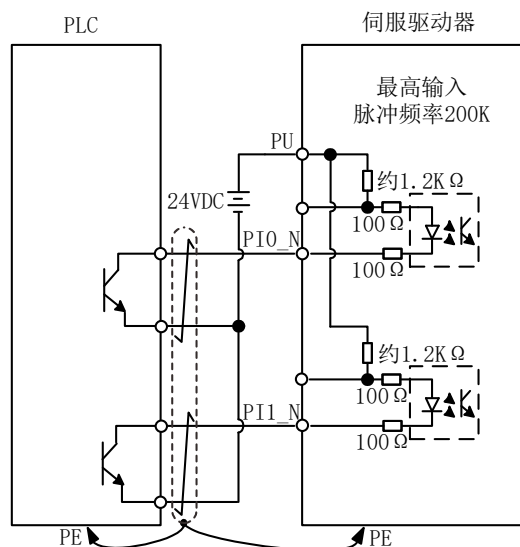 PLC
伺服驱动器
最高输入
脉冲频率200K
PU
约1.2KΩ
24VDC
100Ω
PI0_N
100Ω
约1.2KΩ
100Ω
PI1_N
100Ω
PE
PE